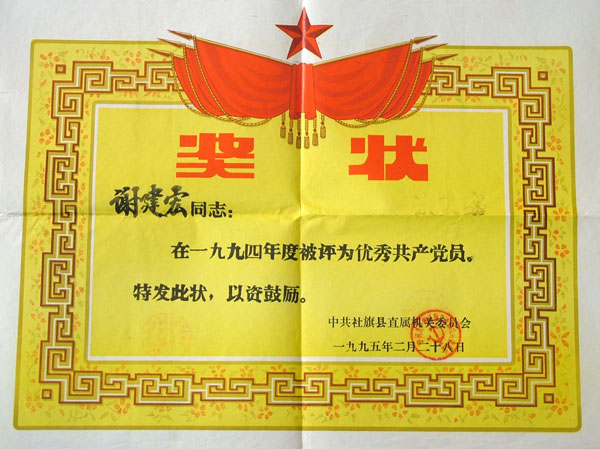 奖状
谢建宏同志：
在一九九四年度被评为优秀共产党员。
特发此状，以资鼓励。
中共社旗县直属机关委员会
一九九五年二月二十八日